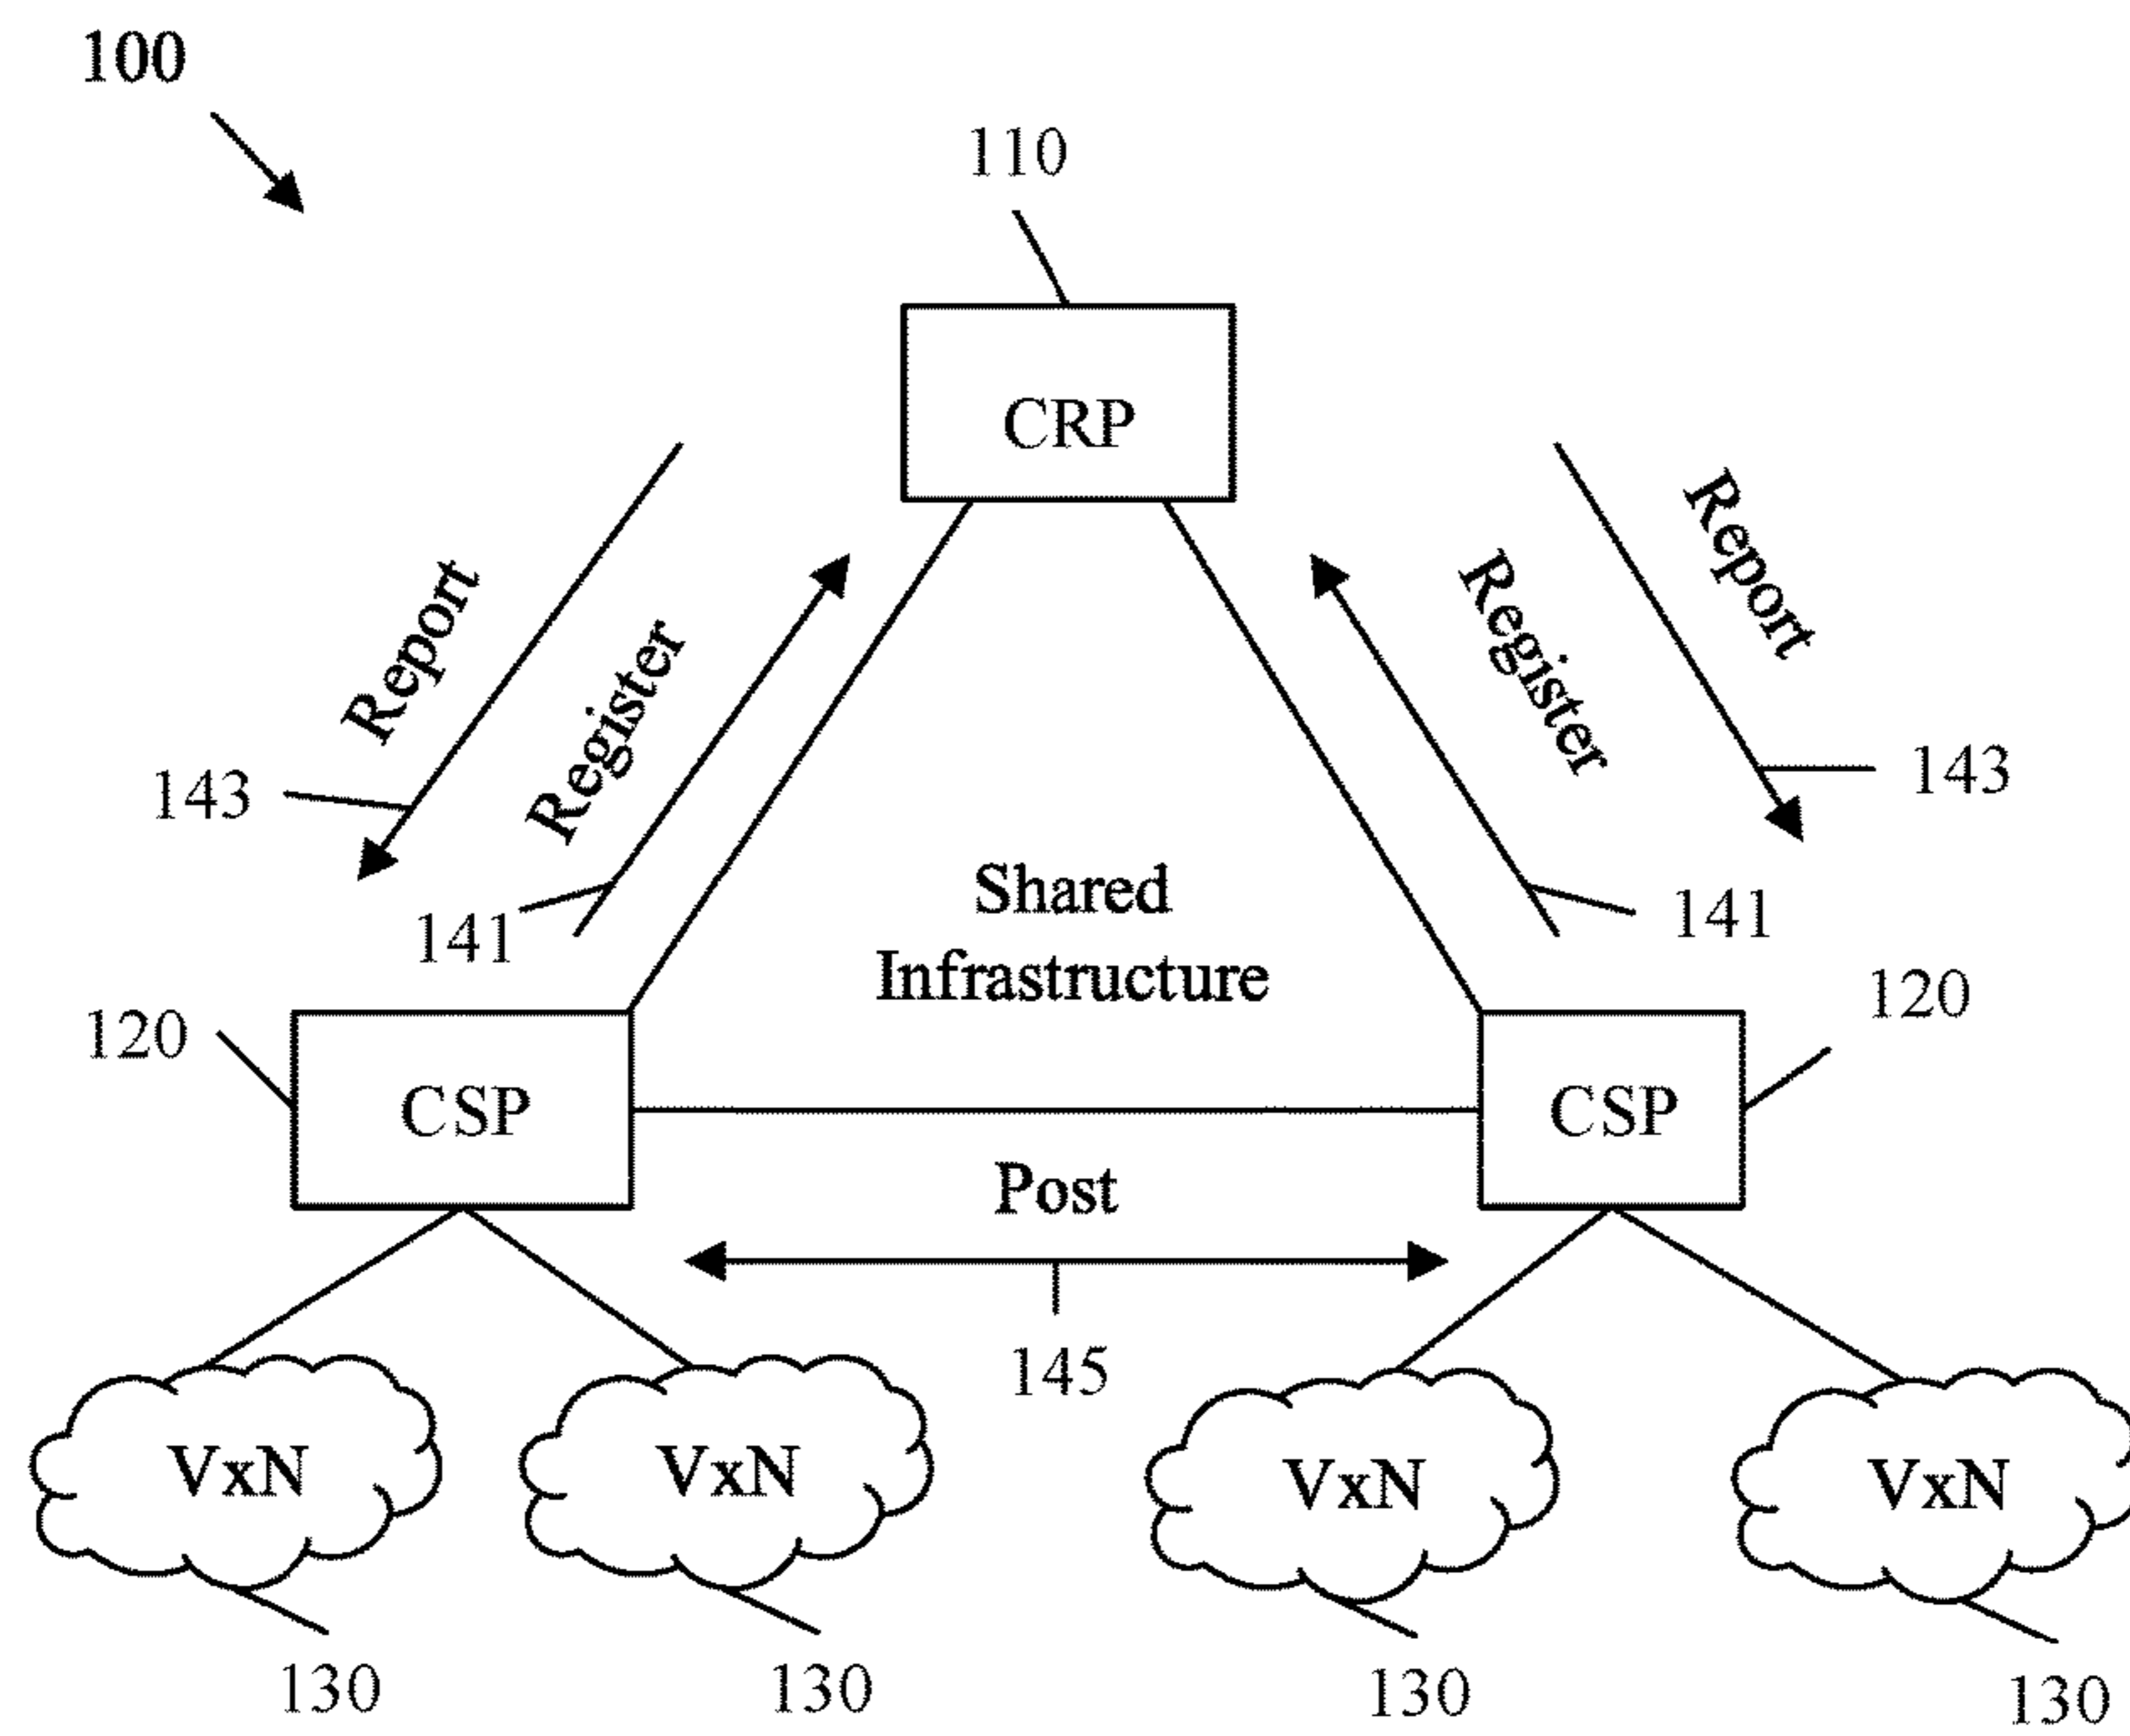 100
110
CRP
Report
Register
Register
Report
143
141
143
141
Shared
Infrastructure
120
CSP
120
CSP
Post
145
VxN
VxN
VxN
VxN
130
130
130
130